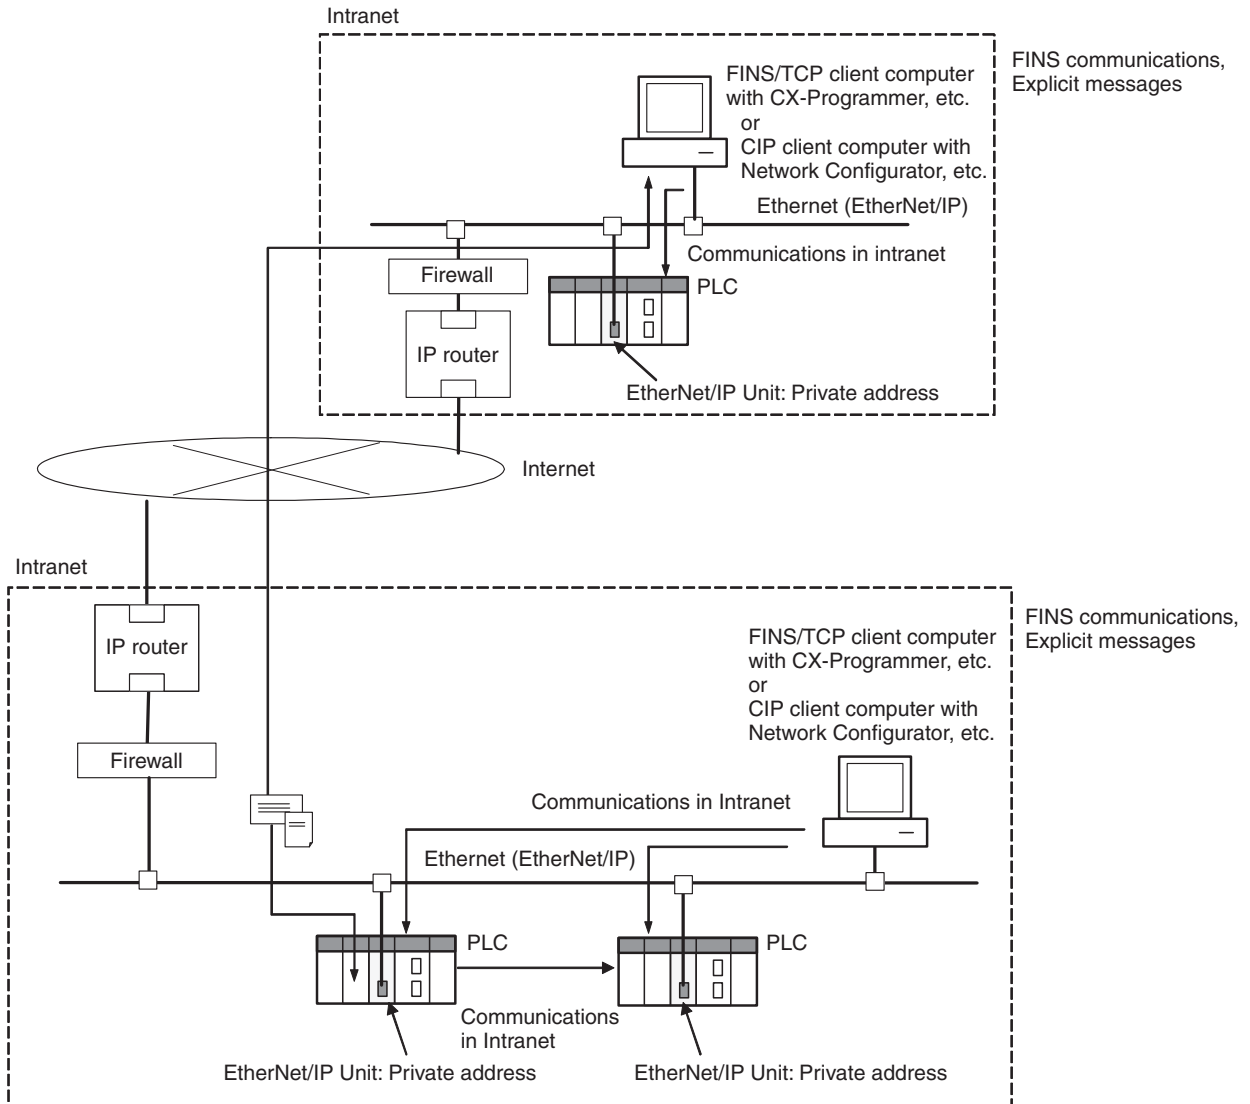 Intranet
FINS communications,
Explicit messages
FINS/TCP client computer
with CX-Programmer, etc.
or
CIP client computer with
Network Configurator, etc.
Ethernet (EtherNet/IP)
Communications in intranet
Firewall
PLC
IP router
EtherNet/IP Unit: Private address
Internet
Intranet
FINS communications,
Explicit messages
IP router
FINS/TCP client computer
with CX-Programmer, etc.
or
CIP client computer with
Network Configurator, etc.
Firewall
Communications in Intranet
Ethernet (EtherNet/IP)
PLC
PLC
Communications
in Intranet
EtherNet/IP Unit: Private address
EtherNet/IP Unit: Private address